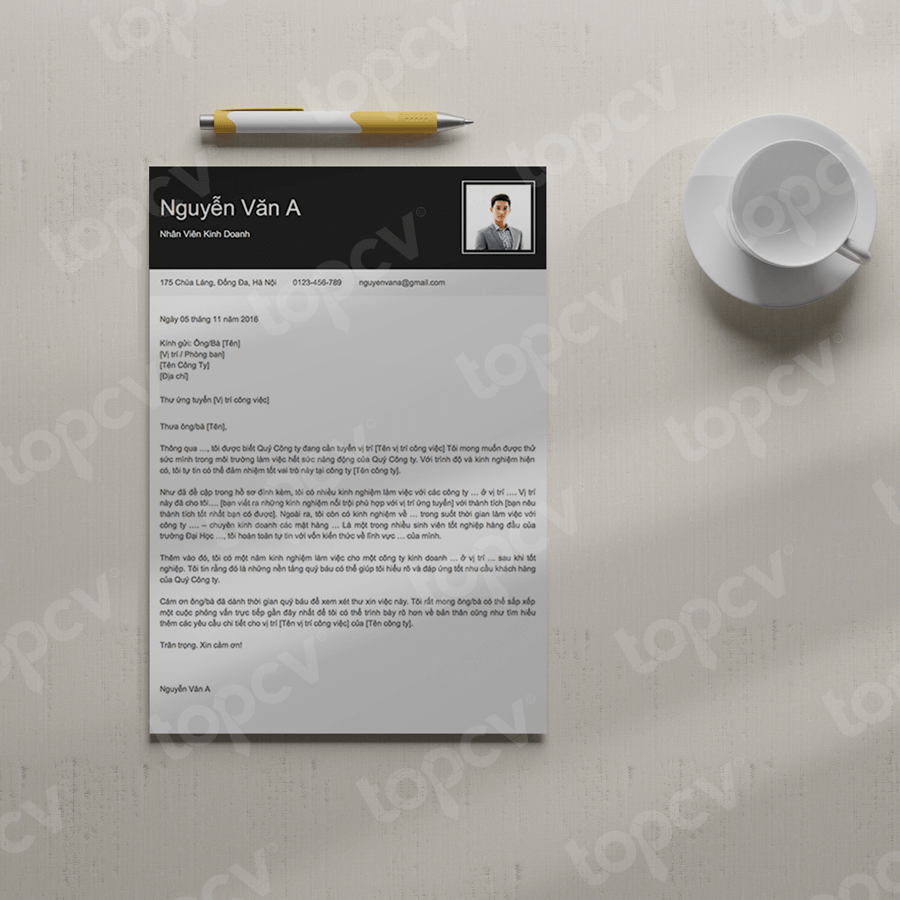 Nguyễn Văn A
Nhân Viên Kinh Doanh
175 Chùa Láng, Đống Đa, Hà Nội 0123-456-789 nguyenvana@gmail.com
Ngày 05 tháng 11 năm 2016
Kính gửi: Ông/Bà [Tên]
[Vị trí / Phòng ban]
[Tên Công Ty]
[Địa chỉ]
Thư ứng tuyển [Vị trí công việc]
Thưa ông/bà [Tên],
Thông qua ..., tôi được biết Quý Công ty đang cần tuyển vị trí [Tên vị trí công việc] Tôi mong muốn được thử
sức mình trong môi trường làm việc hết sức năng động của Quý Công ty. Với trình độ và kinh nghiệm hiện
có, tôi tự tin có thể đảm nhiệm tốt vai trò này tại công ty [Tên công ty].
Như đã đề cập trong hồ sơ đính kèm, tôi có nhiều kinh nghiệm làm việc với các công ty ... ở vị trí .... Vị trí
này đã cho tôi.... [bạn viết ra những kinh nghiệm nổi trội phù hợp với vị trí ứng tuyển] với thành tích [bạn nêu
thành tích tốt nhất bạn có được]. Ngoài ra, tôi còn có kinh nghiệm về ... trong suốt thời gian làm việc với
công ty .... – chuyên kinh doanh các mặt hàng ... Là một trong nhiều sinh viên tốt nghiệp hàng đầu của
trường Đại Học ..., tôi hoàn toàn tự tin với vốn kiến thức về lĩnh vực ... của mình.
Thêm vào đó, tôi có một năm kinh nghiệm làm việc cho một công ty kinh doanh ... ở vị trí ... sau khi tốt
nghiệp. Tôi tin rằng đó là những nền tảng quý báu có thể giúp tôi hiểu rõ và đáp ứng tốt nhu cầu khách hàng
của Quý Công ty.
Cảm ơn ông/bà đã dành thời gian quý báu để xem xét thư xin việc này. Tôi rất mong ông/bà có thể sắp xếp
một cuộc phỏng vấn trực tiếp gần đây nhất để tôi có thể trình bày rõ hơn về bản thân cũng như tìm hiểu
thêm các yêu cầu chi tiết cho vị trí [Tên vị trí công việc] của [Tên công ty].
Trân trọng. Xin cảm ơn!
Nguyễn Văn A
topcv
topcv
topcv
topcv
topcv
topcv
topcv
topcv
topcv
topcv
topcv
topcv
topcv
topcv